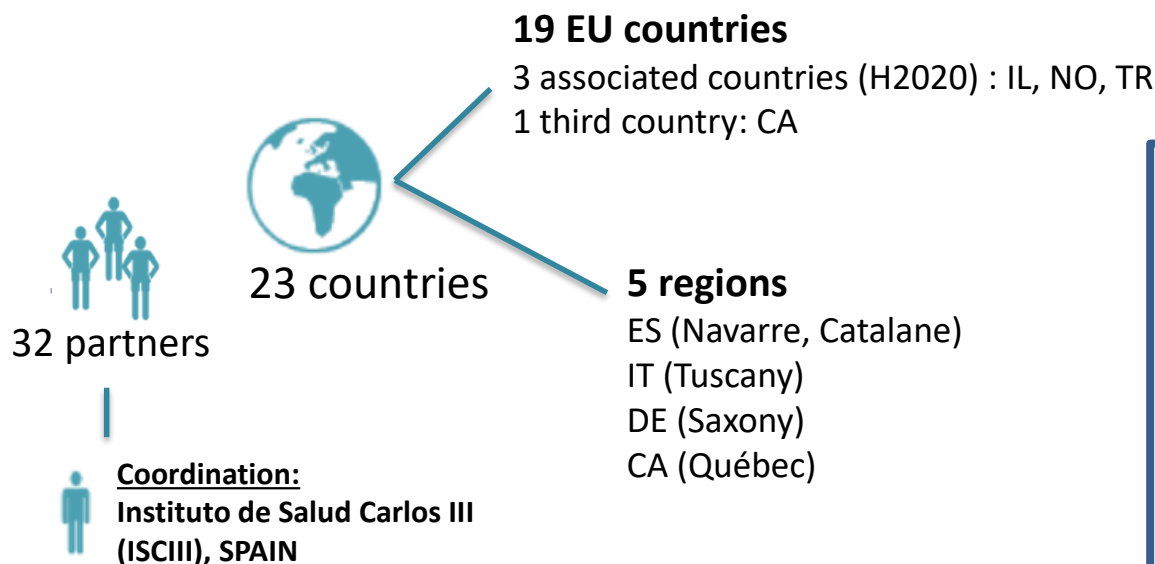 19 EU countries
3 associated countries (H2020) : IL, NO, TR
1 third country: CA
23 countries
32 partners
5 regions
ES (Navarre, Catalane)
IT (Tuscany)
DE (Saxony)
CA (Québec)
Coordination:
Instituto de Salud Carlos III
(ISCIII), SPAIN